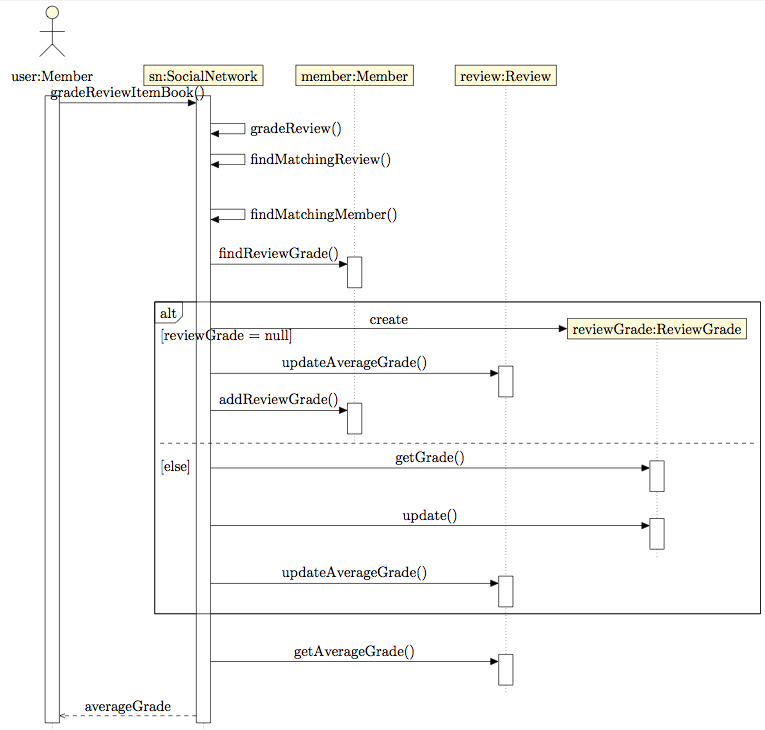 user:Member
sn:SocialNetwork
member:Member
review:Review
gradeReviewItemBook()
gradeReview()
findMatchingReview()
findMatchingMember()
findReviewGrade()
alt
create
reviewGrade:ReviewGrade
[reviewGrade = null]
updateAverageGrade()
addReviewGrade()
getGrade()
[else]
update()
updateAverageGrade()
getAverageGrade()
averageGrade